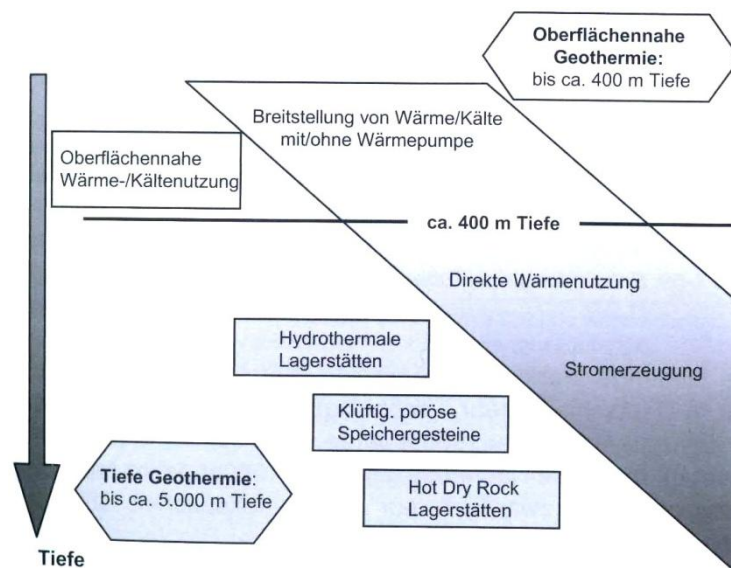 Oberflächennahe
Geothermie:
bis ca. 400 m Tiefe
Breitstellung von Wärme/Kälte
mit/ohne Wärmepumpe
Oberflächennahe
Wärme-/Kältenutzung
ca. 400 m Tiefe
Direkte Wärmenutzung
Hydrothermale
Lagerstätten
Stromerzeugung
Klüftig. poröse
Speichergesteine
Tiefe Geothermie:
bis ca. 5.000 m Tiefe
Hot Dry Rock
Lagerstätten
Tiefe